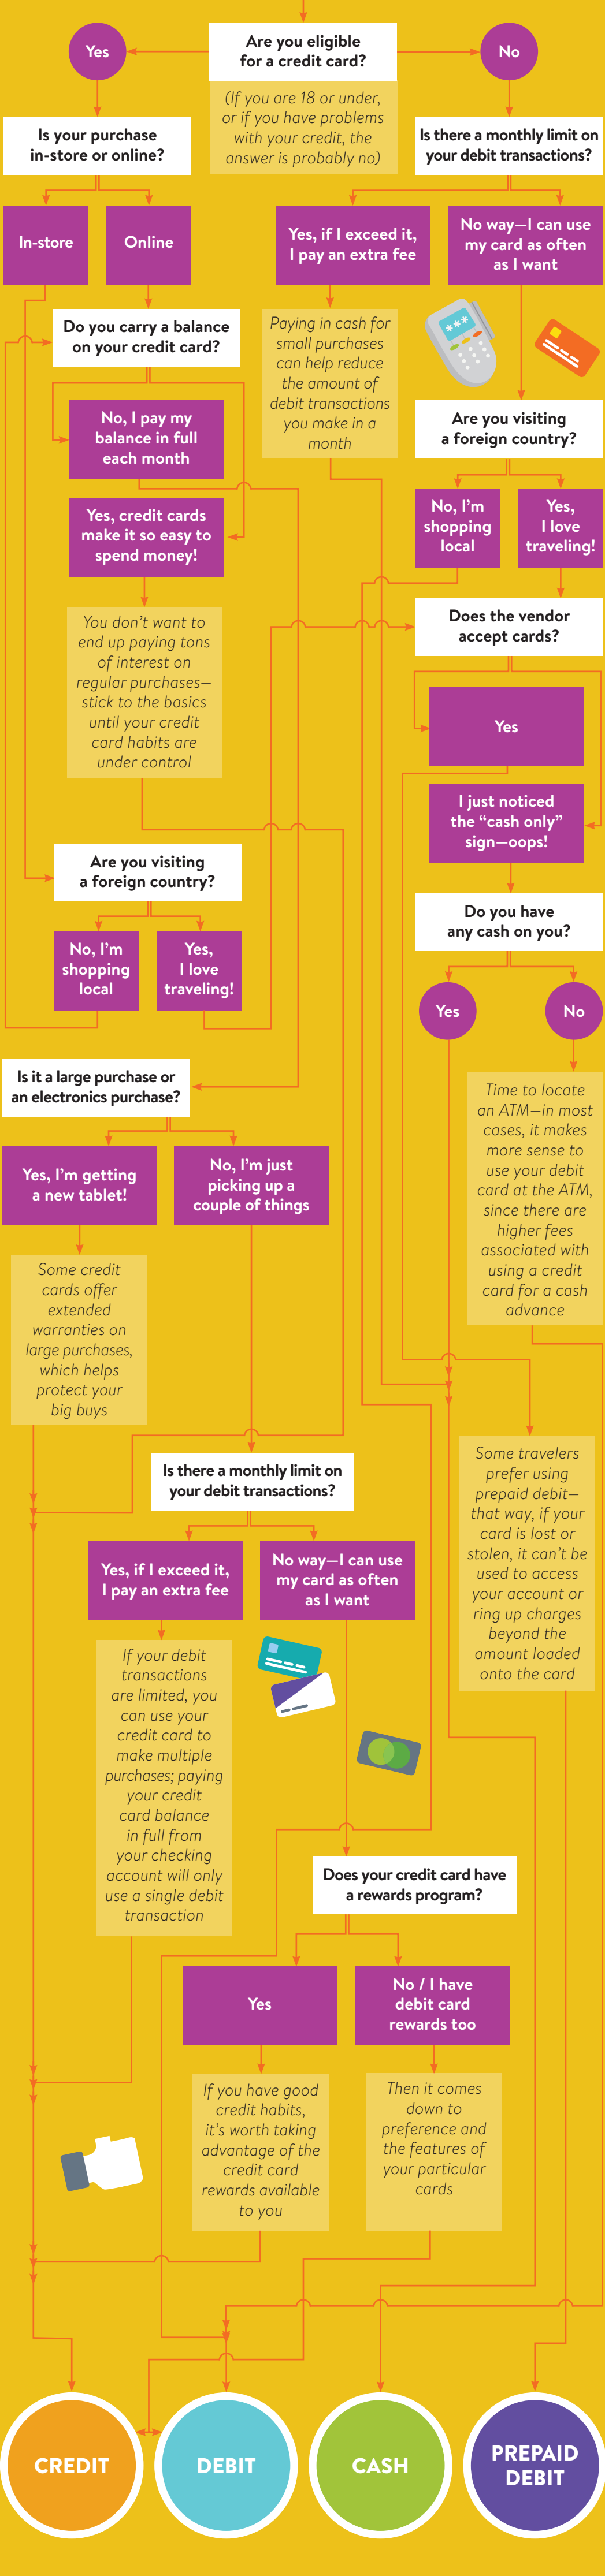 Are you eligible
for a credit card?
Yes
No
(If you are 18 or under,
or if you have problems
with your credit, the
answer is probably no)
Is your purchase
in-store or online?
Is there a monthly limit on
your debit transactions?
In-store
Online
Yes, if I exceed it,
I pay an extra fee
No way—I can use
my card as often
as I want
Do you carry a balance
on your credit card?
Paying in cash for
small purchases
can help reduce
the amount of
debit transactions
you make in a
month
No, I pay my
balance in full
each month
Are you visiting
a foreign country?
Yes, credit cards
make it so easy to
spend money!
No, I'm
shopping
local
Yes,
I love
traveling!
You don't want to
end up paying tons
of interest on
regular purchases—
stick to the basics
until your credit
card habits are
under control
Does the vendor
accept cards?
Yes
I just noticed
the “cash only”
sign—oops!
Are you visiting
a foreign country?
Do you have
any cash on you?
No, I'm
shopping
local
Yes,
I love
traveling!
Yes
No
Is it a large purchase or
an electronics purchase?
Time to locate
an ATM—in most
cases, it makes
more sense to
use your debit
card at the ATM,
since there are
higher fees
associated with
using a credit
card for a cash
advance
Yes, I'm getting
a new tablet!
No, I'm just
picking up a
couple of things
Some credit
cards offer
extended
warranties on
large purchases,
which helps
protect your
big buys
Some travelers
prefer using
prepaid debit—
that way, if your
card is lost or
stolen, it can't be
used to access
your account or
ring up charges
beyond the
amount loaded
onto the card
Is there a monthly limit on
your debit transactions?
Yes, if I exceed it,
I pay an extra fee
No way—I can use
my card as often
as I want
If your debit
transactions
are limited, you
can use your
credit card to
make multiple
purchases; paying
your credit
card balance
in full from
your checking
account will only
use a single debit
transaction
Does your credit card have
a rewards program?
Yes
No / I have
debit card
rewards too
If you have good
credit habits,
it's worth taking
advantage of the
credit card
rewards available
to you
Then it comes
down to
preference and
the features of
your particular
cards
CREDIT
DEBIT
CASH
PREPAID
DEBIT